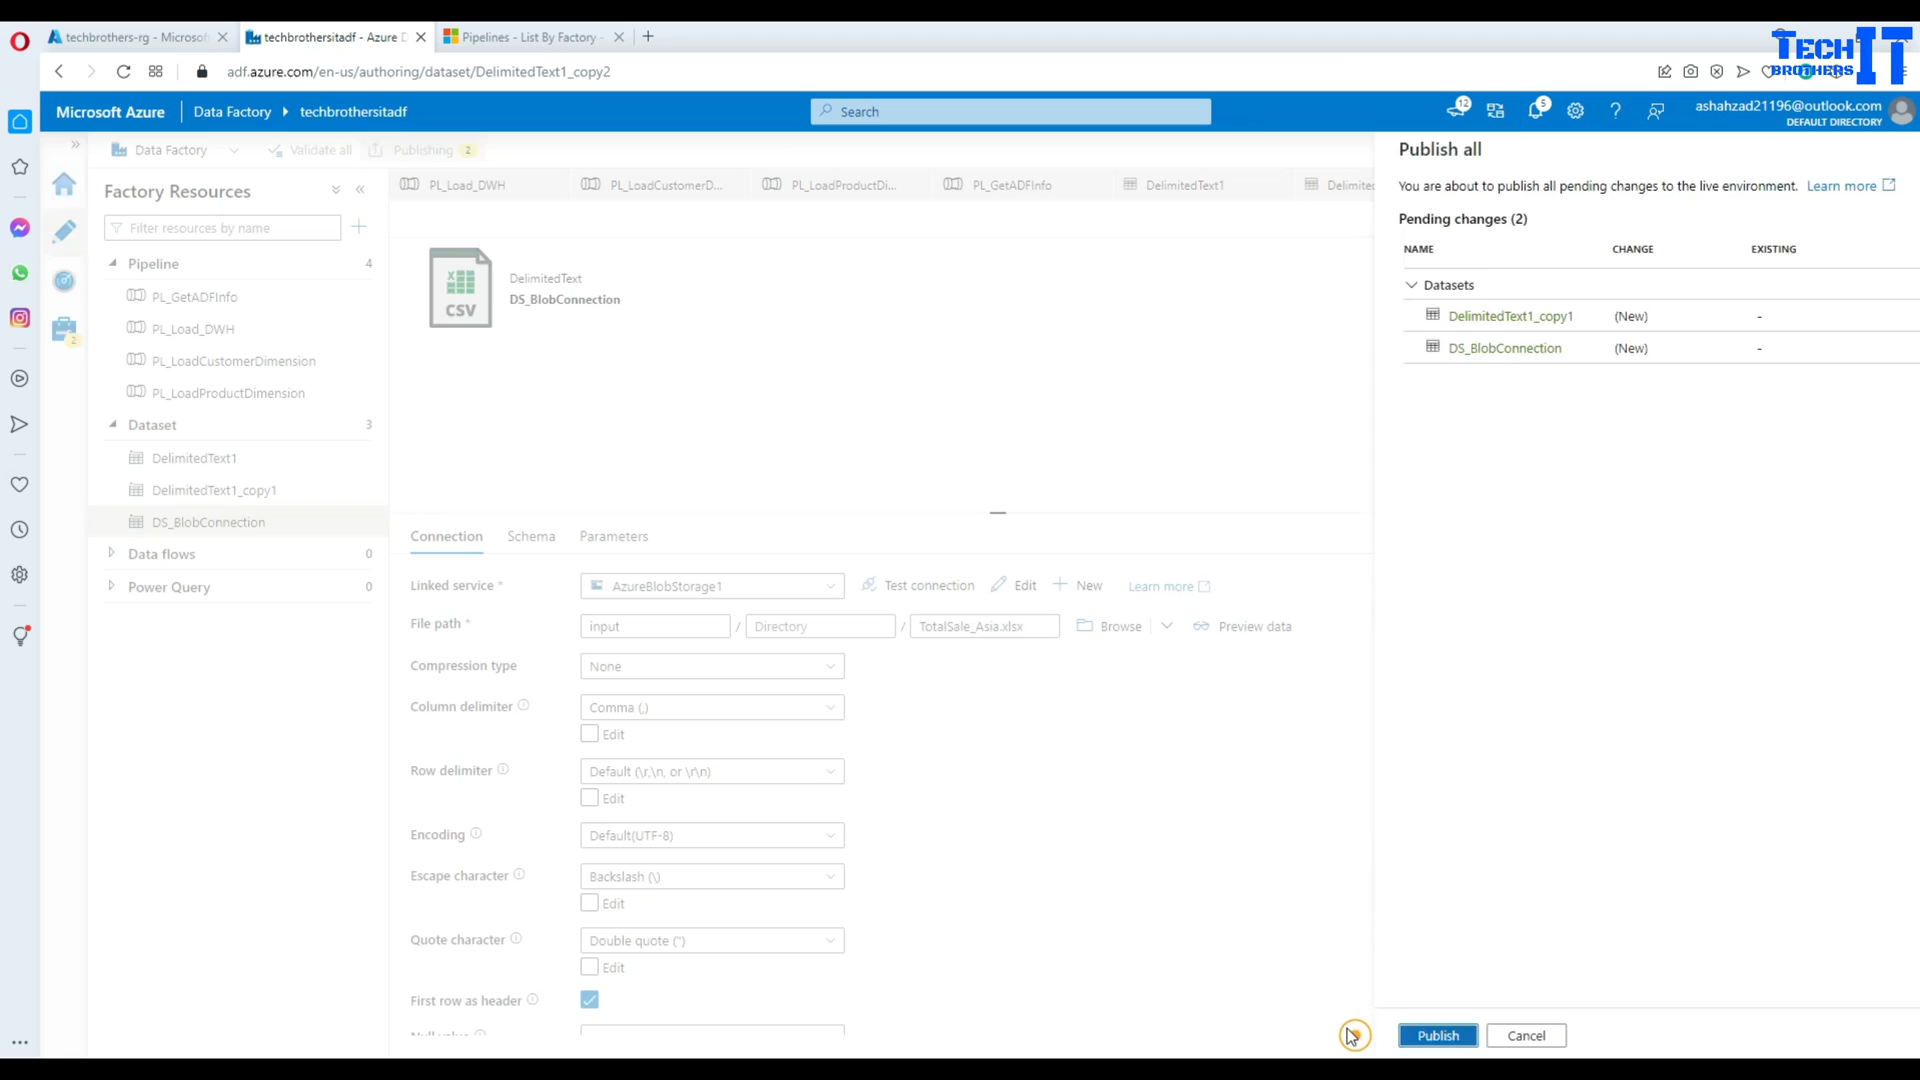 techbrothers-rg - Microsof
techbrothersitadf - Azure D
Pipelines - List By Factory -
adf.azure.com/en-us/authoring/dataset/DelimitedText1_copy2
TECH IT
BROTHERS
Microsoft Azure
Data Factory
techbrothersitadf
Search
12
5
ashahzad21196@outlook.com
DEFAULT DIRECTORY
Data Factory
Validate all
Publishing 2
Factory Resources
Filter resources by name
Pipeline 4
PL_GetADFInfo
PL_Load_DWH
PL_LoadCustomerDimension
PL_LoadProductDimension
Dataset 3
DelimitedText1
DelimitedText1_copy1
DS_BlobConnection
Data flows 0
Power Query 0
2
PL_Load_DWH
PL_LoadCustomerD...
PL_LoadProductDi...
PL_GetADFInfo
DelimitedText1
Delimited
CSV
DelimitedText
DS_BlobConnection
Connection Schema Parameters
Linked service * AzureBlobStorage1 Test connection Edit New Learn more
File path * input / Directory / TotalSale_Asia.xlsx Browse Preview data
Compression type None
Column delimiter Comma (,)
Edit
Row delimiter Default (\r,\n, or \r\n)
Edit
Encoding Default(UTF-8)
Escape character Backslash (\)
Edit
Quote character Double quote (")
Edit
First row as header
Null value
Publish all
You are about to publish all pending changes to the live environment. Learn more
Pending changes (2)
NAME CHANGE EXISTING
Datasets
DelimitedText1_copy1 (New) -
DS_BlobConnection (New) -
Publish Cancel